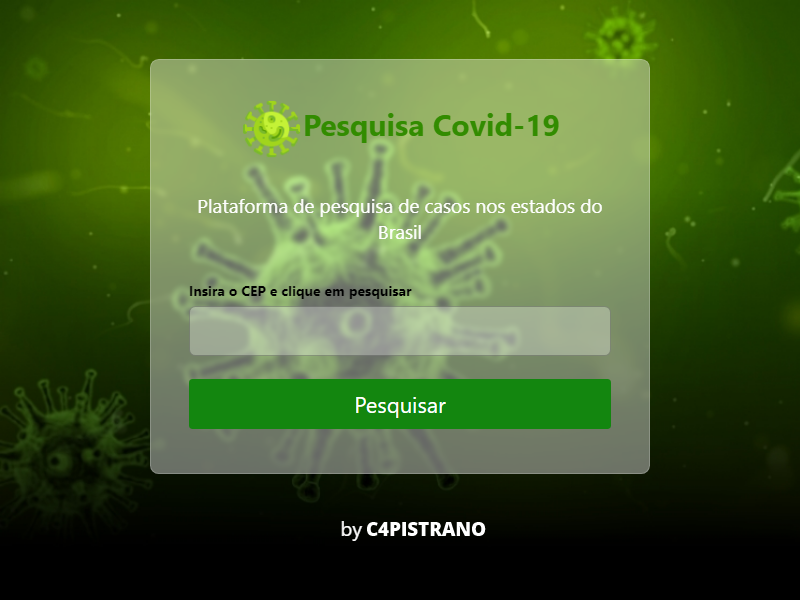 Pesquisa Covid-19
Plataforma de pesquisa de casos nos estados do
Brasil
Insira o CEP e clique em pesquisar
Pesquisar
by C4PISTRANO